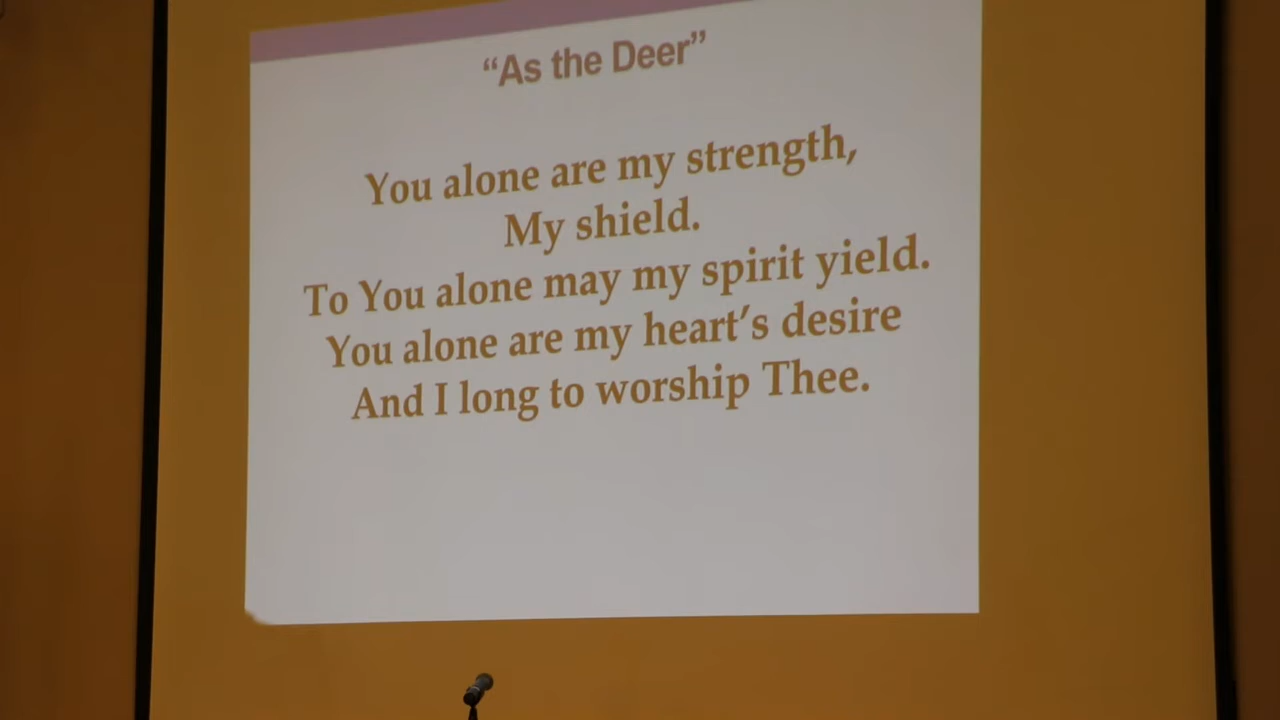 “As the Deer”
You alone are my strength,
My shield.
To You alone may my spirit yield.
You alone are my heart’s desire
And I long to worship Thee.